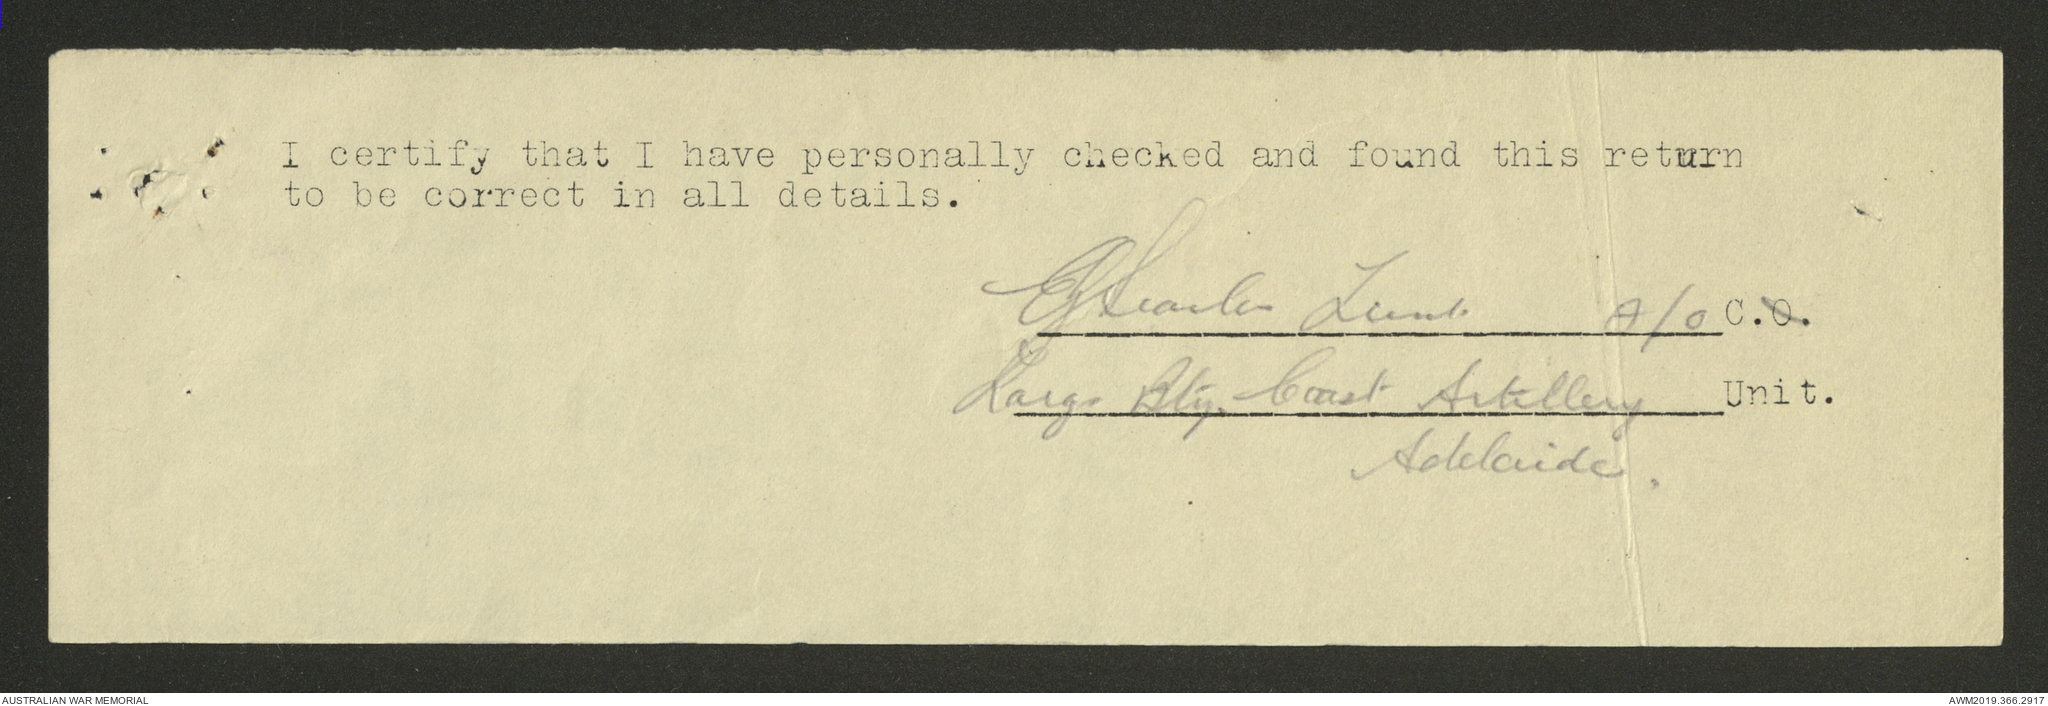 I certify that I have personally checked and found this return
to be correct in all details.
Lieut A/O C.O.
Largs Bty. Coast Artillery Unit.
Adelaide.
AUSTRALIAN WAR MEMORIAL
AWM2019.366.2917